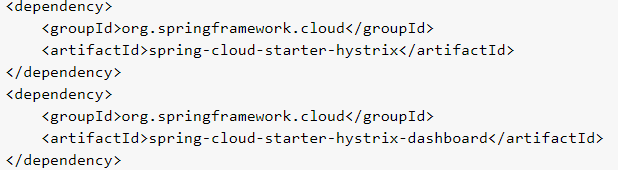 <dependency>
    <groupId>org.springframework.cloud</groupId>
    <artifactId>spring-cloud-starter-hystrix</artifactId>
</dependency>
<dependency>
    <groupId>org.springframework.cloud</groupId>
    <artifactId>spring-cloud-starter-hystrix-dashboard</artifactId>
</dependency>